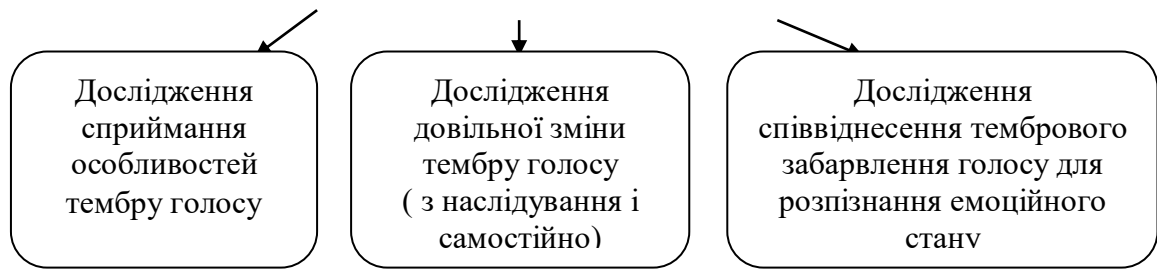 Дослідження
сприймання
особливостей
тембру голосу
Дослідження
довільної зміни
тембру голосу
( з наслідування і
самостійно)
Дослідження
співвіднесення тембрового
забарвлення голосу для
розпізнання емоційного
стану